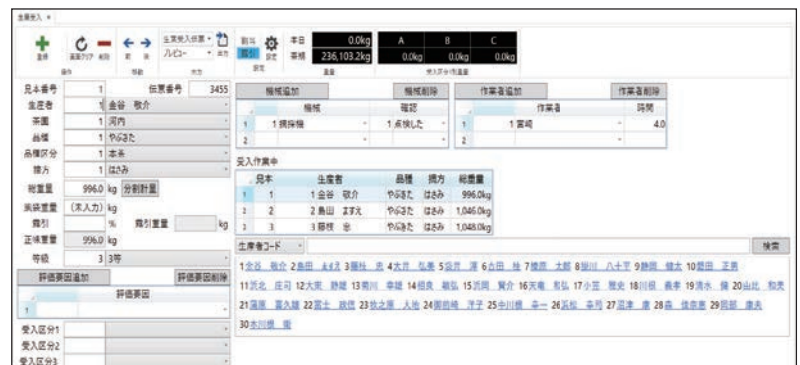 生葉受入 ×
登録 画面クリア 削除 前 後 生葉受入伝票 プレビュー 出力 割当 露引 設定 本日 0.0kg A B C
茶期 236,103.2kg 0.0kg 0.0kg 0.0kg
操作 移動 出力 設定 重量 受入区分別重量
見本番号 1 伝票番号 3455
生産者 1 金谷 敬介
茶園 1 河内
品種 1 やぶきた
品種区分 1 本茶
摘方 1 はさみ
総重量 996.0 kg 分割計量
風袋重量 (未入力) kg
露引 % 露引重量 kg
正味重量 996.0 kg
等級 3 3等
評価要因追加 評価要因削除
評価要因
1
受入区分1
受入区分2
受入区分3
機械追加 機械削除
機械 確認
1 1 摘採機 1 点検した
2
作業者追加 作業者削除
作業者 時間
1 1 宮崎 4.0
2
受入作業中
見本 生産者 品種 摘方 総重量
1 1 1 金谷 敬介 やぶきた はさみ 996.0kg
2 2 2 島田 ますえ やぶきた はさみ 1,046.0kg
3 3 3 藤枝 忠 やぶきた はさみ 1,048.0kg
生産者コード 検索
1金谷 敬介 2島田 ますえ 3藤枝 忠 4大井 弘美 5袋井 淳 6古田 桂 7榛原 太郎 8掛川 八十平 9静岡 健太 10磐田 正男
11浜北 庄司 12大東 静雄 13菊川 幸雄 14相良 敏弘 15浜岡 賢介 16天竜 和弘 17小笠 雅史 18川根 義孝 19清水 健 20山比 和夫
21蒲原 喜久雄 22富士 政信 23牧之原 人治 24御前崎 洋子 25中川根 幸一 26浜松 幸司 27沼津 康 28森 佳奈恵 29岡部 康夫
30本川根 衛